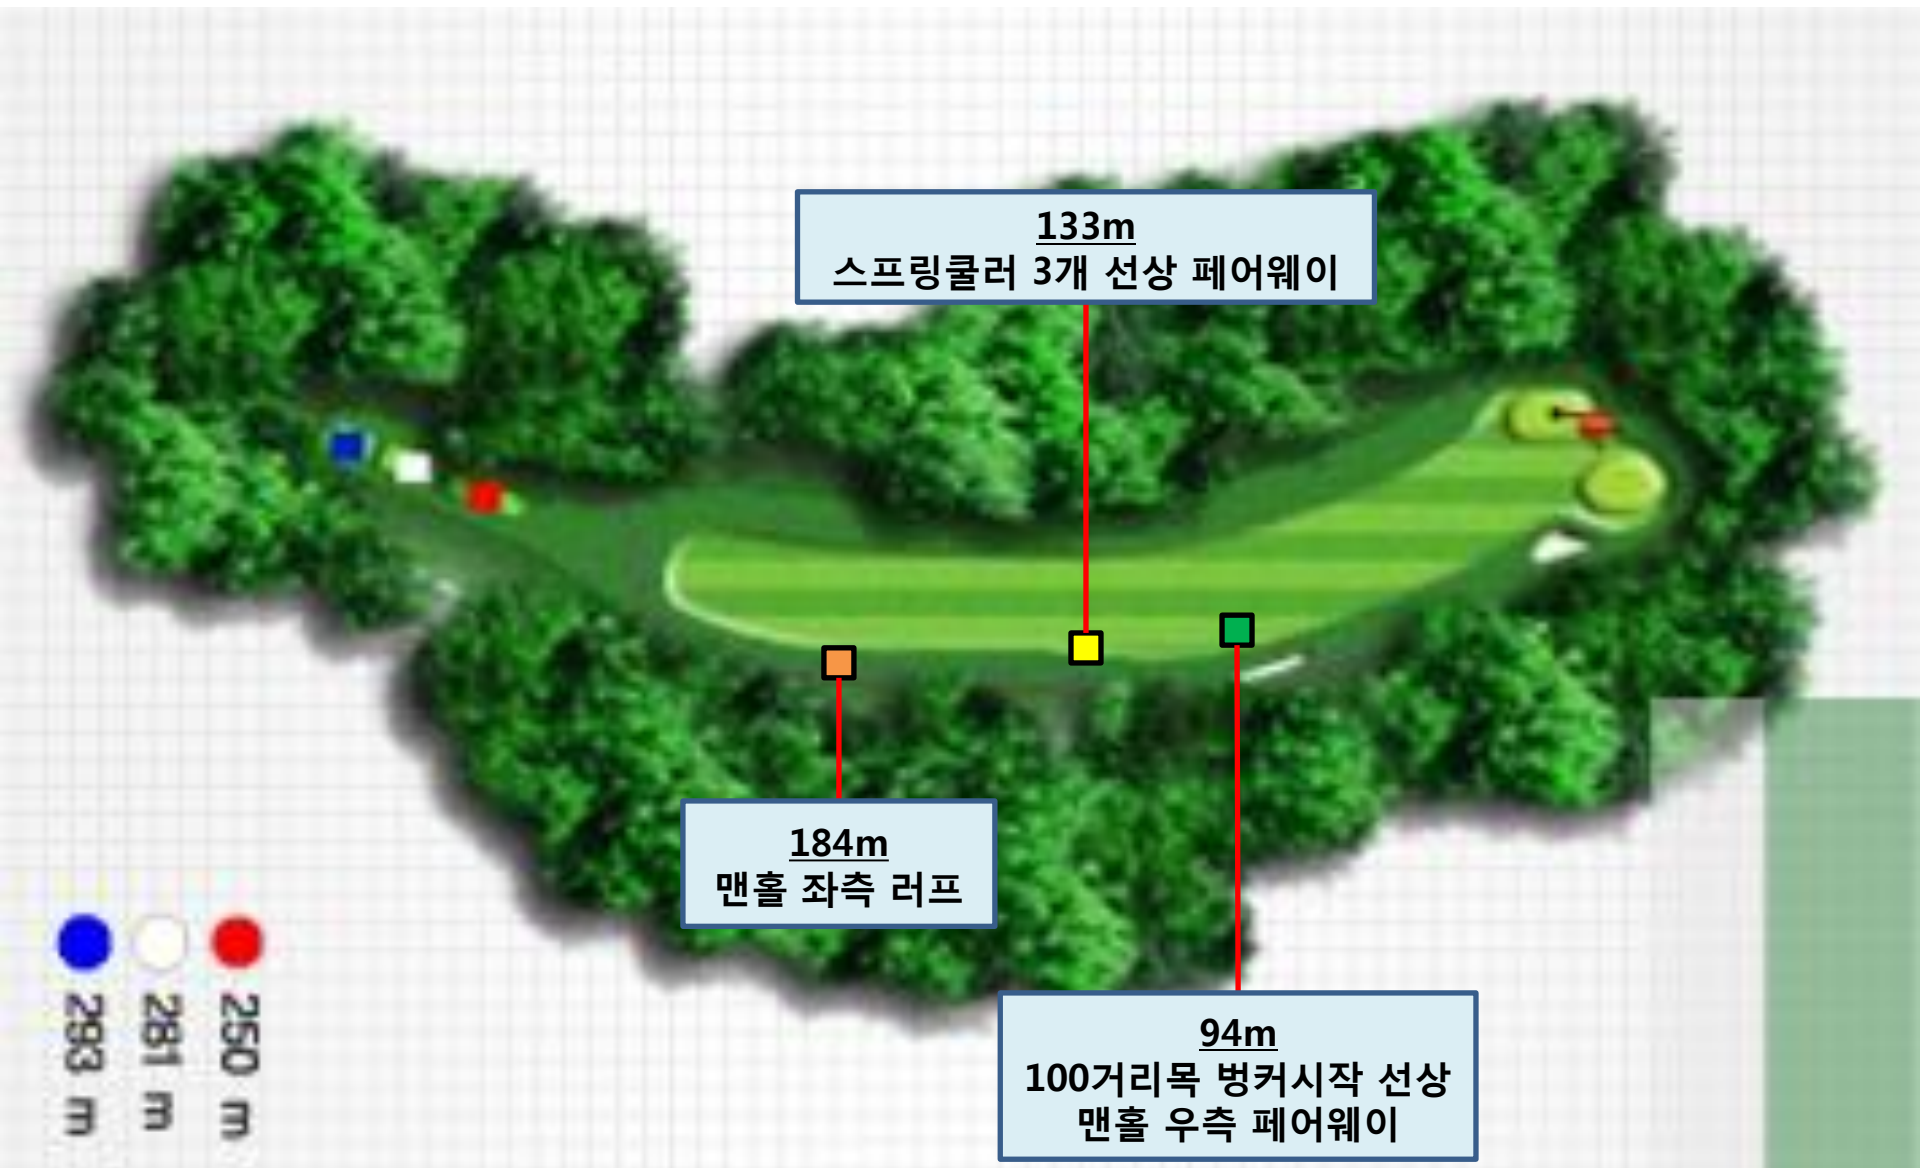 133m
스프링쿨러 3개 선상 페어웨이
184m
맨홀 좌측 러프
94m
100거리목 벙커시작 선상
맨홀 우측 페어웨이
250 m
281 m
293 m